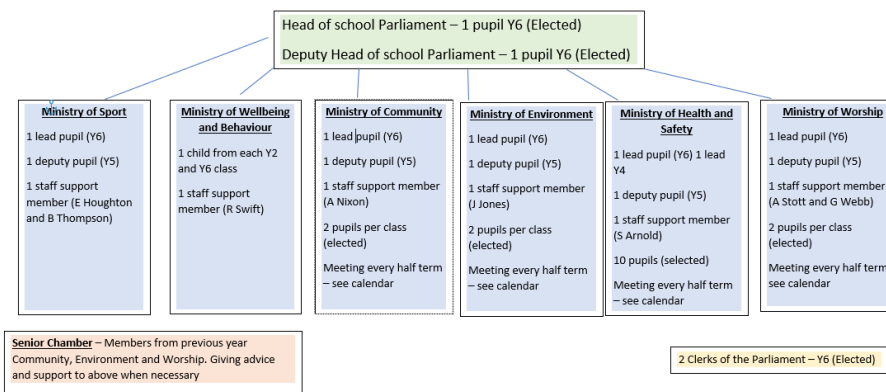 Head of school Parliament – 1 pupil Y6 (Elected)
Deputy Head of school Parliament – 1 pupil Y6 (Elected)
Ministry of Sport
1 lead pupil (Y6)
1 deputy pupil (Y5)
1 staff support
member (E Houghton
and B Thompson)
Ministry of Wellbeing
and Behaviour
1 child from each Y2
and Y6 class
1 staff support
member (R Swift)
Ministry of Community
1 lead pupil (Y6)
1 deputy pupil (Y5)
1 staff support member
(A Nixon)
2 pupils per class
(elected)
Meeting every half term
– see calendar
Ministry of Environment
1 lead pupil (Y6)
1 deputy pupil (Y5)
1 staff support member
(J Jones)
2 pupils per class
(elected)
Meeting every half term
– see calendar
Ministry of Health and
Safety
1 lead pupil (Y6) 1 lead
Y4
1 deputy pupil (Y5)
1 staff support member
(S Arnold)
10 pupils (selected)
Meeting every half term
– see calendar
Ministry of Worship
1 lead pupil (Y6)
1 deputy pupil (Y5)
1 staff support member
(A Stott and G Webb)
2 pupils per class
(elected)
Meeting every half term
see calendar
Senior Chamber – Members from previous year
Community, Environment and Worship. Giving advice
and support to above when necessary
2 Clerks of the Parliament – Y6 (Elected)